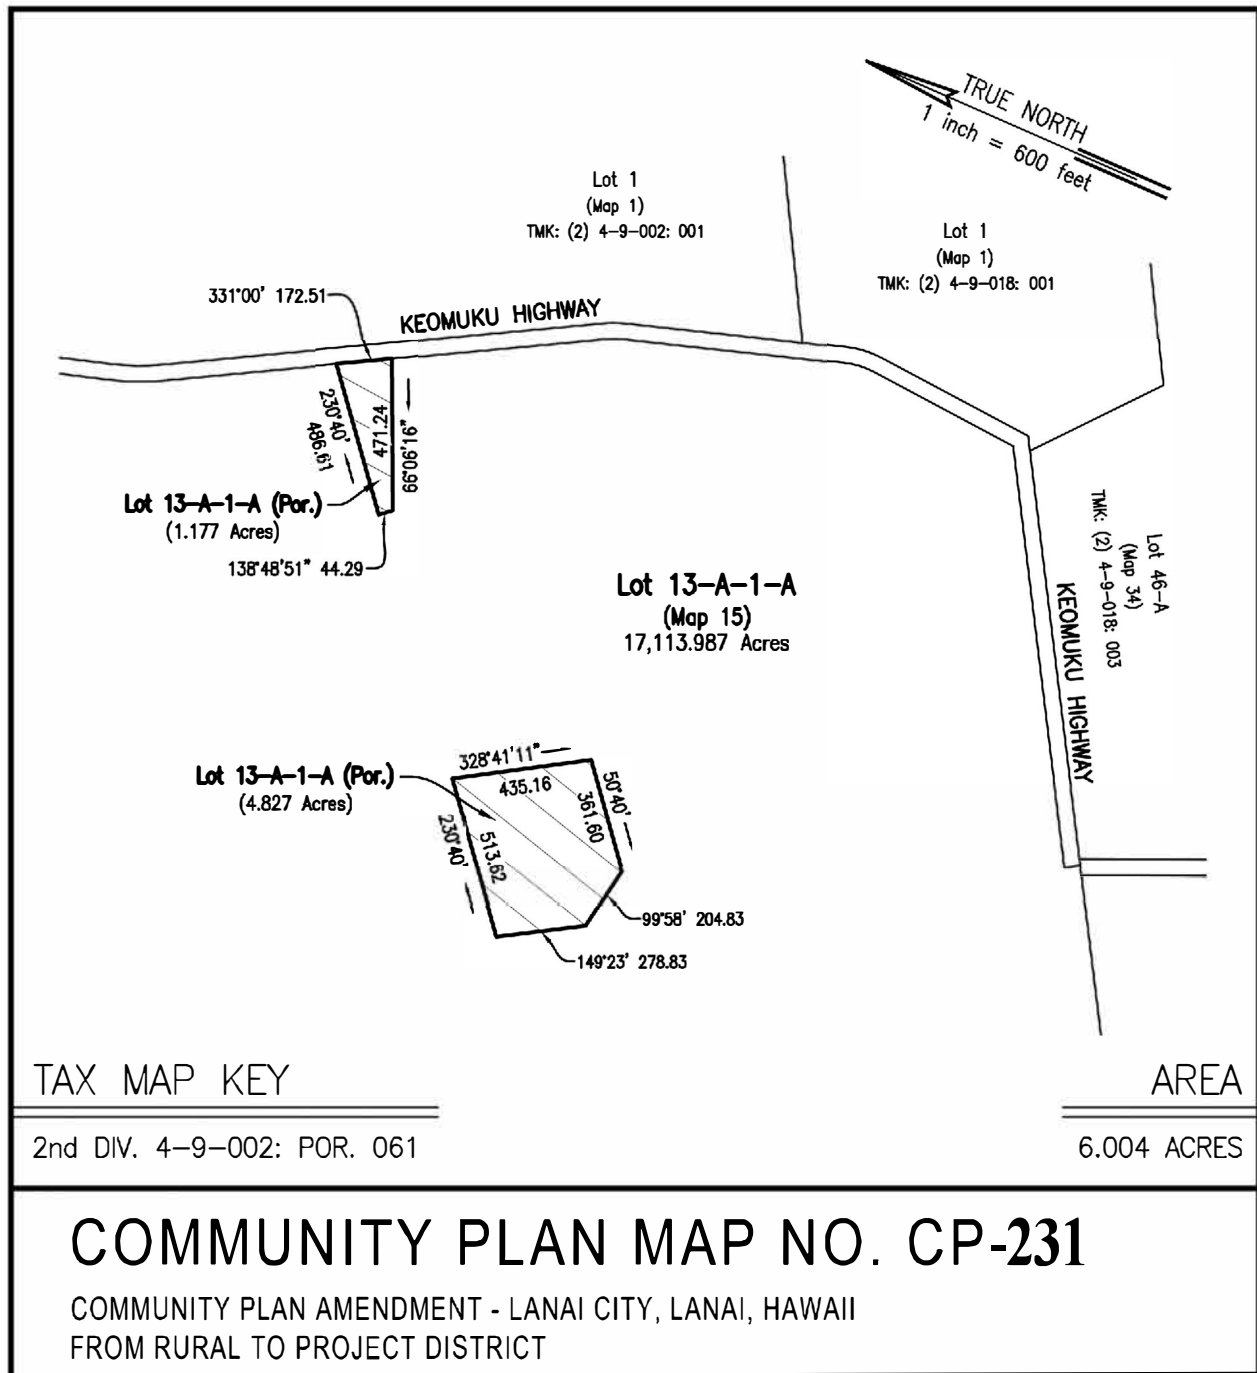 TRUE NORTH
1 inch = 600 feet
Lot 1
(Map 1)
TMK: (2) 4-9-002: 001
Lot 1
(Map 1)
TMK: (2) 4-9-018: 001
331°00' 172.51
KEOMUKU HIGHWAY
230°40'
486.61
471.24
66°06'16"
Lot 13-A-1-A (Por.)
(1.177 Acres)
138°48'51" 44.29
Lot 13-A-1-A
(Map 15)
17,113.987 Acres
Lot 46-A
(Map 34)
TMK: (2) 4-9-018: 003
KEOMUKU HIGHWAY
328°41'11"
435.16
Lot 13-A-1-A (Por.)
(4.827 Acres)
50°40'
361.60
230°40'
513.62
99°58' 204.83
149°23' 278.83
TAX MAP KEY
2nd DIV. 4-9-002: POR. 061
AREA
6.004 ACRES
COMMUNITY PLAN MAP NO. CP-231
COMMUNITY PLAN AMENDMENT - LANAI CITY, LANAI, HAWAII
FROM RURAL TO PROJECT DISTRICT